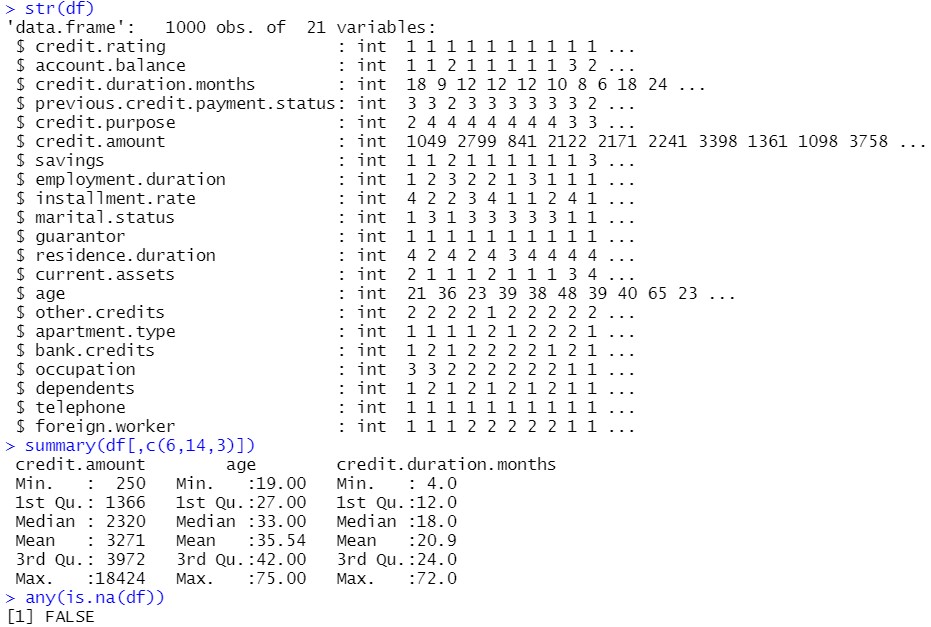 > str(df)
'data.frame':   1000 obs. of  21 variables:
 $ credit.rating                 : int  1 1 1 1 1 1 1 1 1 1 ...
 $ account.balance               : int  1 1 2 1 1 1 1 1 3 2 ...
 $ credit.duration.months        : int  18 9 12 12 12 10 8 6 18 24 ...
 $ previous.credit.payment.status: int  3 3 2 3 3 3 3 3 3 2 ...
 $ credit.purpose                : int  2 4 4 4 4 4 4 4 3 3 ...
 $ credit.amount                 : int  1049 2799 841 2122 2171 2241 3398 1361 1098 3758 ...
 $ savings                       : int  1 1 2 1 1 1 1 1 1 3 ...
 $ employment.duration           : int  1 2 3 2 2 1 3 1 1 1 ...
 $ installment.rate              : int  4 2 2 3 4 1 1 2 4 1 ...
 $ marital.status                : int  1 3 1 3 3 3 3 3 1 1 ...
 $ guarantor                     : int  1 1 1 1 1 1 1 1 1 1 ...
 $ residence.duration            : int  4 2 4 2 4 3 4 4 4 4 ...
 $ current.assets                : int  2 1 1 1 2 1 1 1 3 4 ...
 $ age                           : int  21 36 23 39 38 48 39 40 65 23 ...
 $ other.credits                 : int  2 2 2 2 1 2 2 2 2 2 ...
 $ apartment.type                : int  1 1 1 1 2 1 2 2 2 1 ...
 $ bank.credits                  : int  1 2 1 2 2 2 2 1 2 1 ...
 $ occupation                    : int  3 3 2 2 2 2 2 2 1 1 ...
 $ dependents                    : int  1 2 1 2 1 2 1 2 1 1 ...
 $ telephone                     : int  1 1 1 1 1 1 1 1 1 1 ...
 $ foreign.worker                : int  1 1 1 2 2 2 2 2 1 1 ...
> summary(df[,c(6,14,3)])
 credit.amount        age        credit.duration.months
 Min.   :  250   Min.   :19.00   Min.   : 4.0
 1st Qu.: 1366   1st Qu.:27.00   1st Qu.:12.0
 Median : 2320   Median :33.00   Median :18.0
 Mean   : 3271   Mean   :35.54   Mean   :20.9
 3rd Qu.: 3972   3rd Qu.:42.00   3rd Qu.:24.0
 Max.   :18424   Max.   :75.00   Max.   :72.0
> any(is.na(df))
[1] FALSE